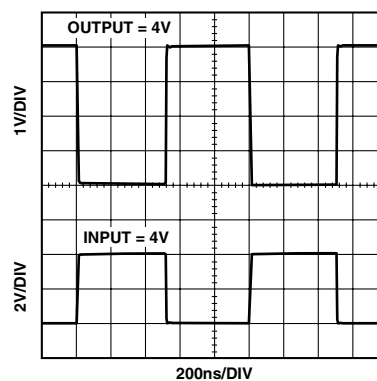 OUTPUT = 4V
1V/DIV
INPUT = 4V
2V/DIV
200ns/DIV